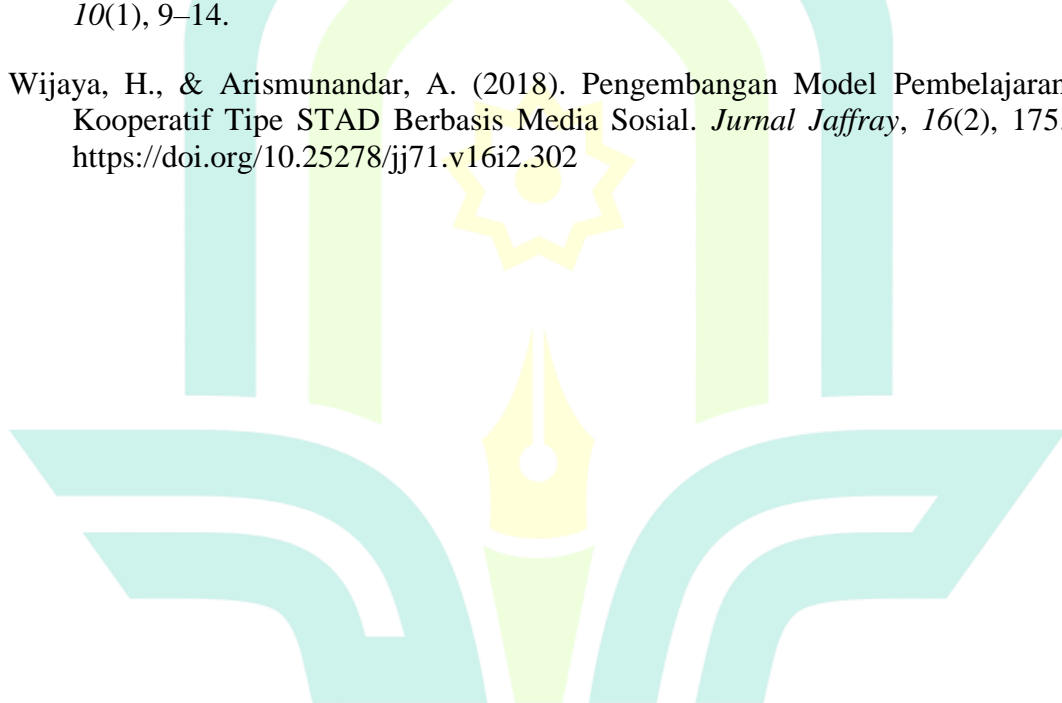 10(1), 9–14.
Wijaya, H., & Arismunandar, A. (2018). Pengembangan Model Pembelajaran
Kooperatif Tipe STAD Berbasis Media Sosial. Jurnal Jaffray, 16(2), 175.
https://doi.org/10.25278/jj71.v16i2.302